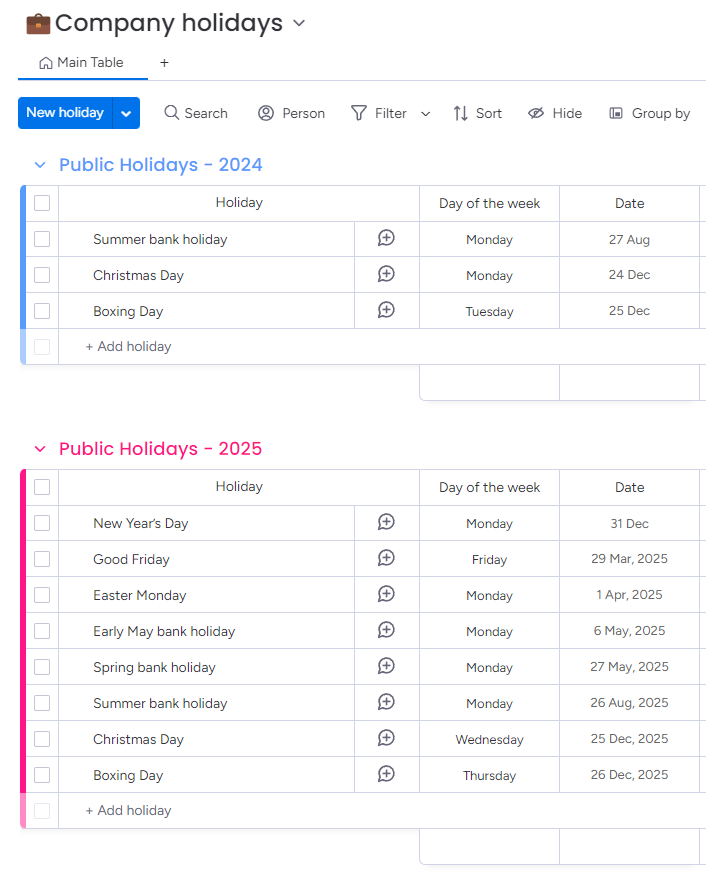 Company holidays
Main Table +
New holiday Search Person Filter Sort Hide Group by
Public Holidays - 2024
Holiday Day of the week Date
Summer bank holiday Monday 27 Aug
Christmas Day Monday 24 Dec
Boxing Day Tuesday 25 Dec
+ Add holiday
Public Holidays - 2025
Holiday Day of the week Date
New Year's Day Monday 31 Dec
Good Friday Friday 29 Mar, 2025
Easter Monday Monday 1 Apr, 2025
Early May bank holiday Monday 6 May, 2025
Spring bank holiday Monday 27 May, 2025
Summer bank holiday Monday 26 Aug, 2025
Christmas Day Wednesday 25 Dec, 2025
Boxing Day Thursday 26 Dec, 2025
+ Add holiday